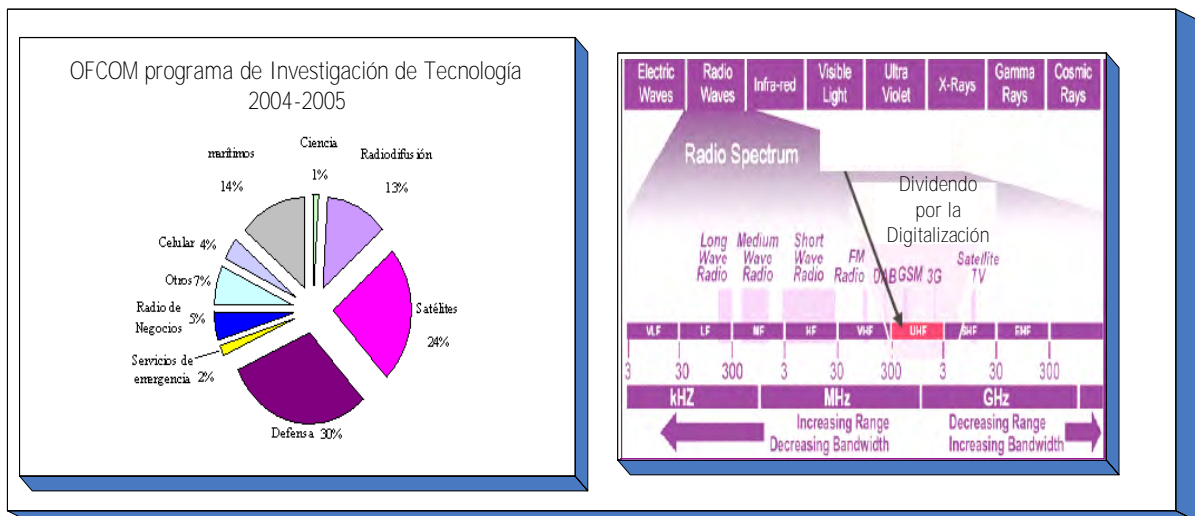 OFCOM programa de Investigación de Tecnología
2004-2005
Ciencia
1%
Radiodifusión
13%
Satélites
24%
Defensa 30%
Servicios de
emergencia 2%
Radio de
Negocios 5%
Otros 7%
Celular 4%
marítimos
14%
Electric
Waves
Radio
Waves
Infra-red
Visible
Light
Ultra
Violet
X-Rays
Gamma
Rays
Cosmic
Rays
Radio Spectrum
Dividendo
por la
Digitalización
Long
Wave
Radio
Medium
Wave
Radio
Short
Wave
Radio
FM
Radio
DAB
GSM
3G
Satellite
TV
VLF
LF
MF
HF
VHF
UHF
SHF
EHF
3 30 300 3 30 300 3 30 300
kHZ MHz GHz
Increasing Range
Decreasing Bandwidth
Decreasing Range
Increasing Bandwidth